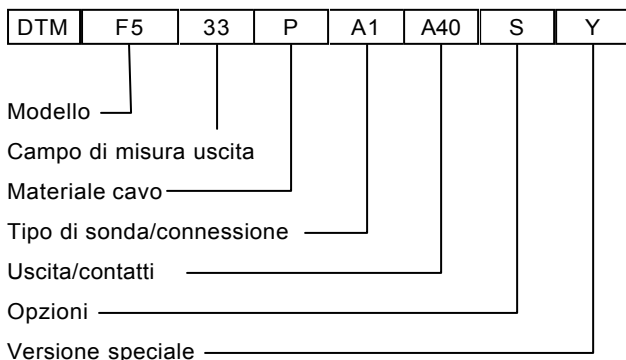 DTM F5 33 P A1 A40 S Y
Modello
Campo di misura uscita
Materiale cavo
Tipo di sonda/connessione
Uscita/contatti
Opzioni
Versione speciale